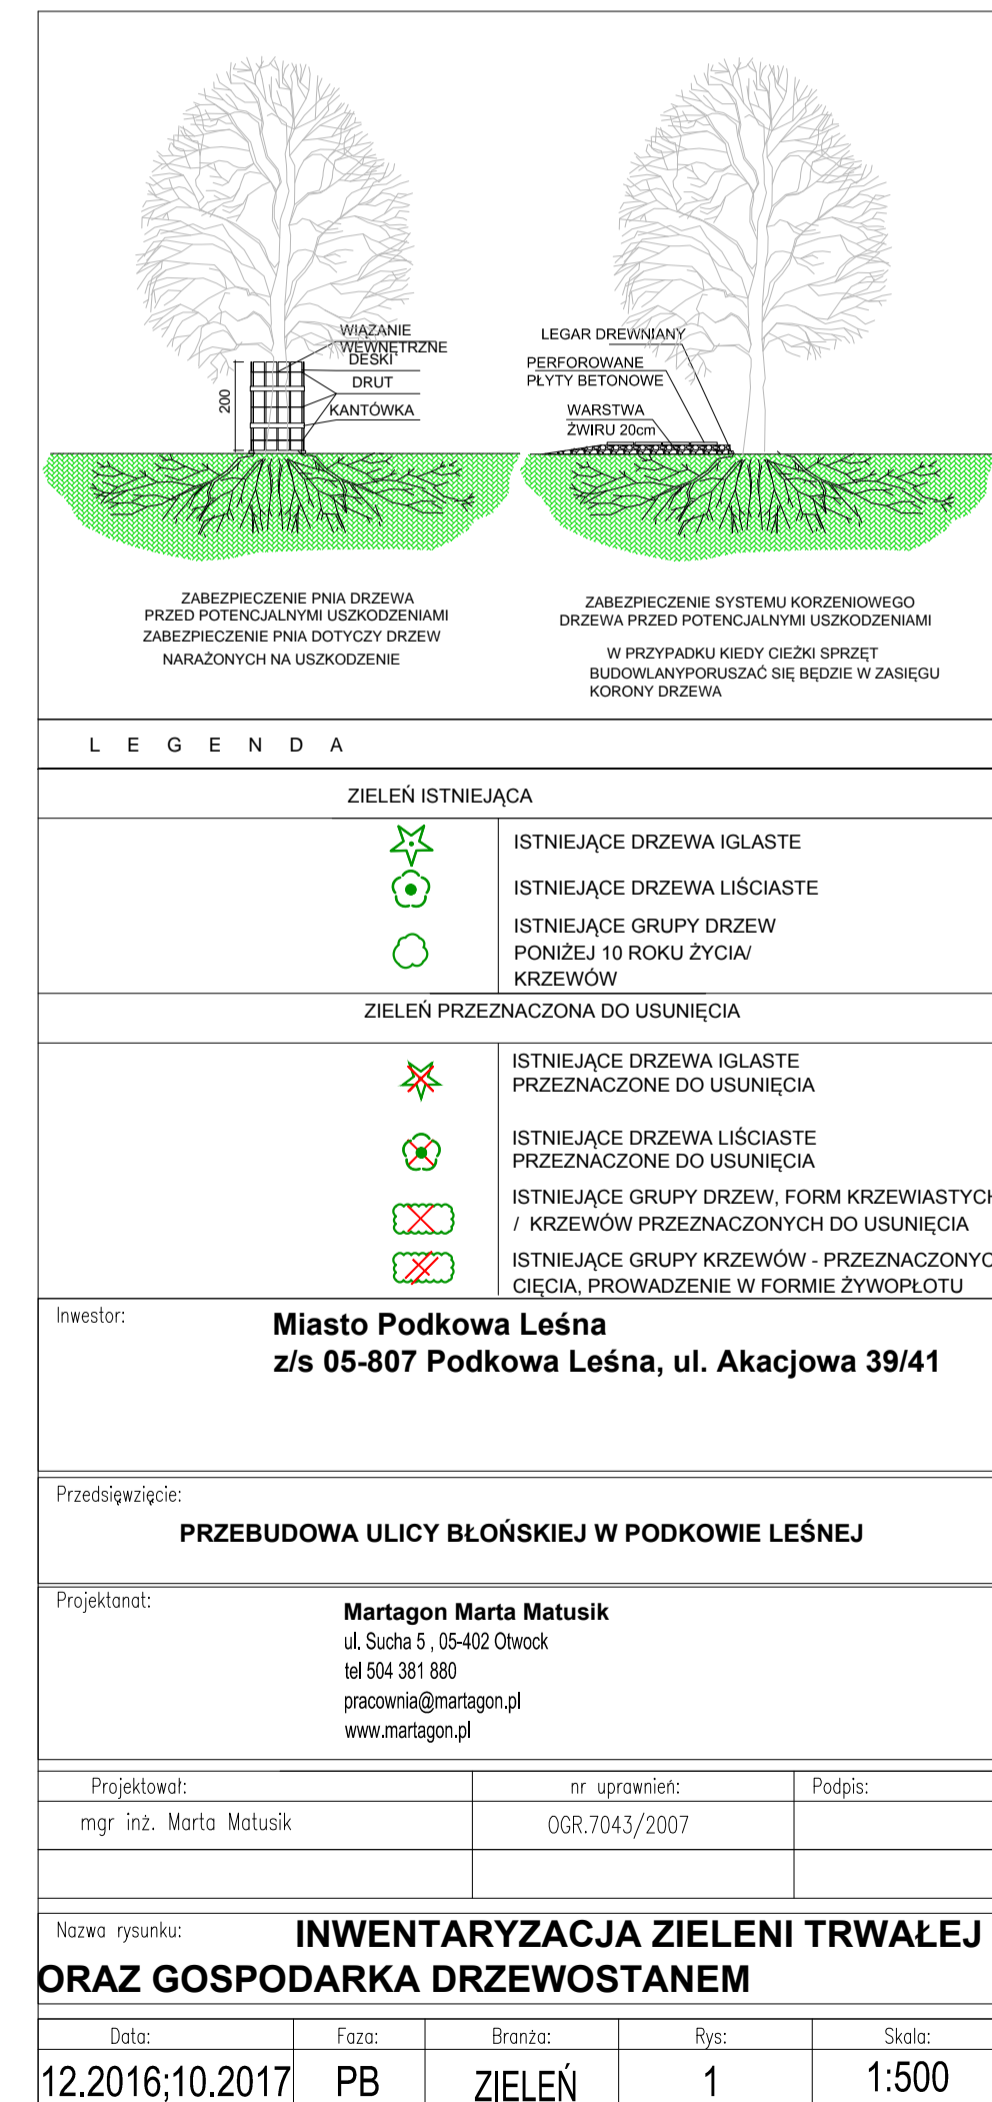 WIĄZANIE
WEWNĘTRZNE
DESKI
DRUT
KANTÓWKA
200
LEGAR DREWNIANY
PERFOROWANE
PŁYTY BETONOWE
WARSTWA
ŻWIRU 20cm
ZABEZPIECZENIE PNIA DRZEWA
PRZED POTENCJALNYMI USZKODZENIAMI
ZABEZPIECZENIE PNIA DOTYCZY DRZEW
NARAŻONYCH NA USZKODZENIE
ZABEZPIECZENIE SYSTEMU KORZENIOWEGO
DRZEWA PRZED POTENCJALNYMI USZKODZENIAMI
W PRZYPADKU KIEDY CIEŻKI SPRZĘT
BUDOWLANYPORUSZAĆ SIĘ BĘDZIE W ZASIĘGU
KORONY DRZEWA
L E G E N D A
ZIELEŃ ISTNIEJĄCA
ISTNIEJĄCE DRZEWA IGLASTE
ISTNIEJĄCE DRZEWA LIŚCIASTE
ISTNIEJĄCE GRUPY DRZEW
PONIŻEJ 10 ROKU ŻYCIA/
KRZEWÓW
ZIELEŃ PRZEZNACZONA DO USUNIĘCIA
ISTNIEJĄCE DRZEWA IGLASTE
PRZEZNACZONE DO USUNIĘCIA
ISTNIEJĄCE DRZEWA LIŚCIASTE
PRZEZNACZONE DO USUNIĘCIA
ISTNIEJĄCE GRUPY DRZEW, FORM KRZEWIASTYCH
/ KRZEWÓW PRZEZNACZONYCH DO USUNIĘCIA
ISTNIEJĄCE GRUPY KRZEWÓW - PRZEZNACZONYC
CIĘCIA, PROWADZENIE W FORMIE ŻYWOPŁOTU
Inwestor:
Miasto Podkowa Leśna
z/s 05-807 Podkowa Leśna, ul. Akacjowa 39/41
Przedsięwzięcie:
PRZEBUDOWA ULICY BŁOŃSKIEJ W PODKOWIE LEŚNEJ
Projektanat:
Martagon Marta Matusik
ul. Sucha 5 , 05-402 Otwock
tel 504 381 880
pracownia@martagon.pl
www.martagon.pl
Projektował: nr uprawnień: Podpis:
mgr inż. Marta Matusik OGR.7043/2007
Nazwa rysunku: INWENTARYZACJA ZIELENI TRWAŁEJ
ORAZ GOSPODARKA DRZEWOSTANEM
Data: Faza: Branża: Rys: Skala:
12.2016;10.2017 PB ZIELEŃ 1 1:500